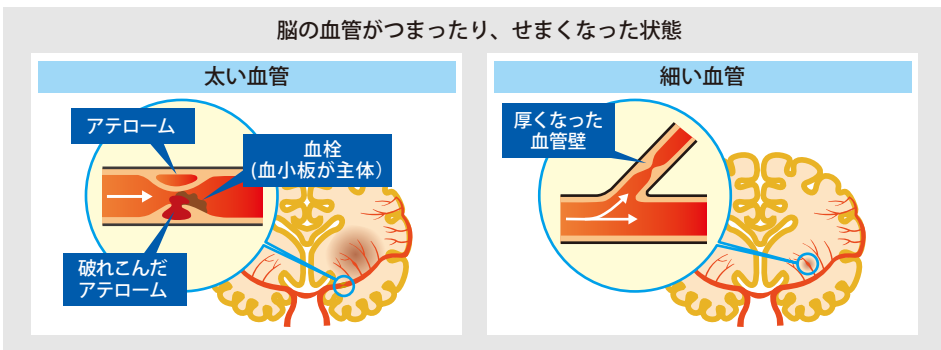 脳の血管がつまったり、せまくなった状態
太い血管
アテローム
血栓
(血小板が主体)
破れこんだ
アテローム
細い血管
厚くなった
血管壁